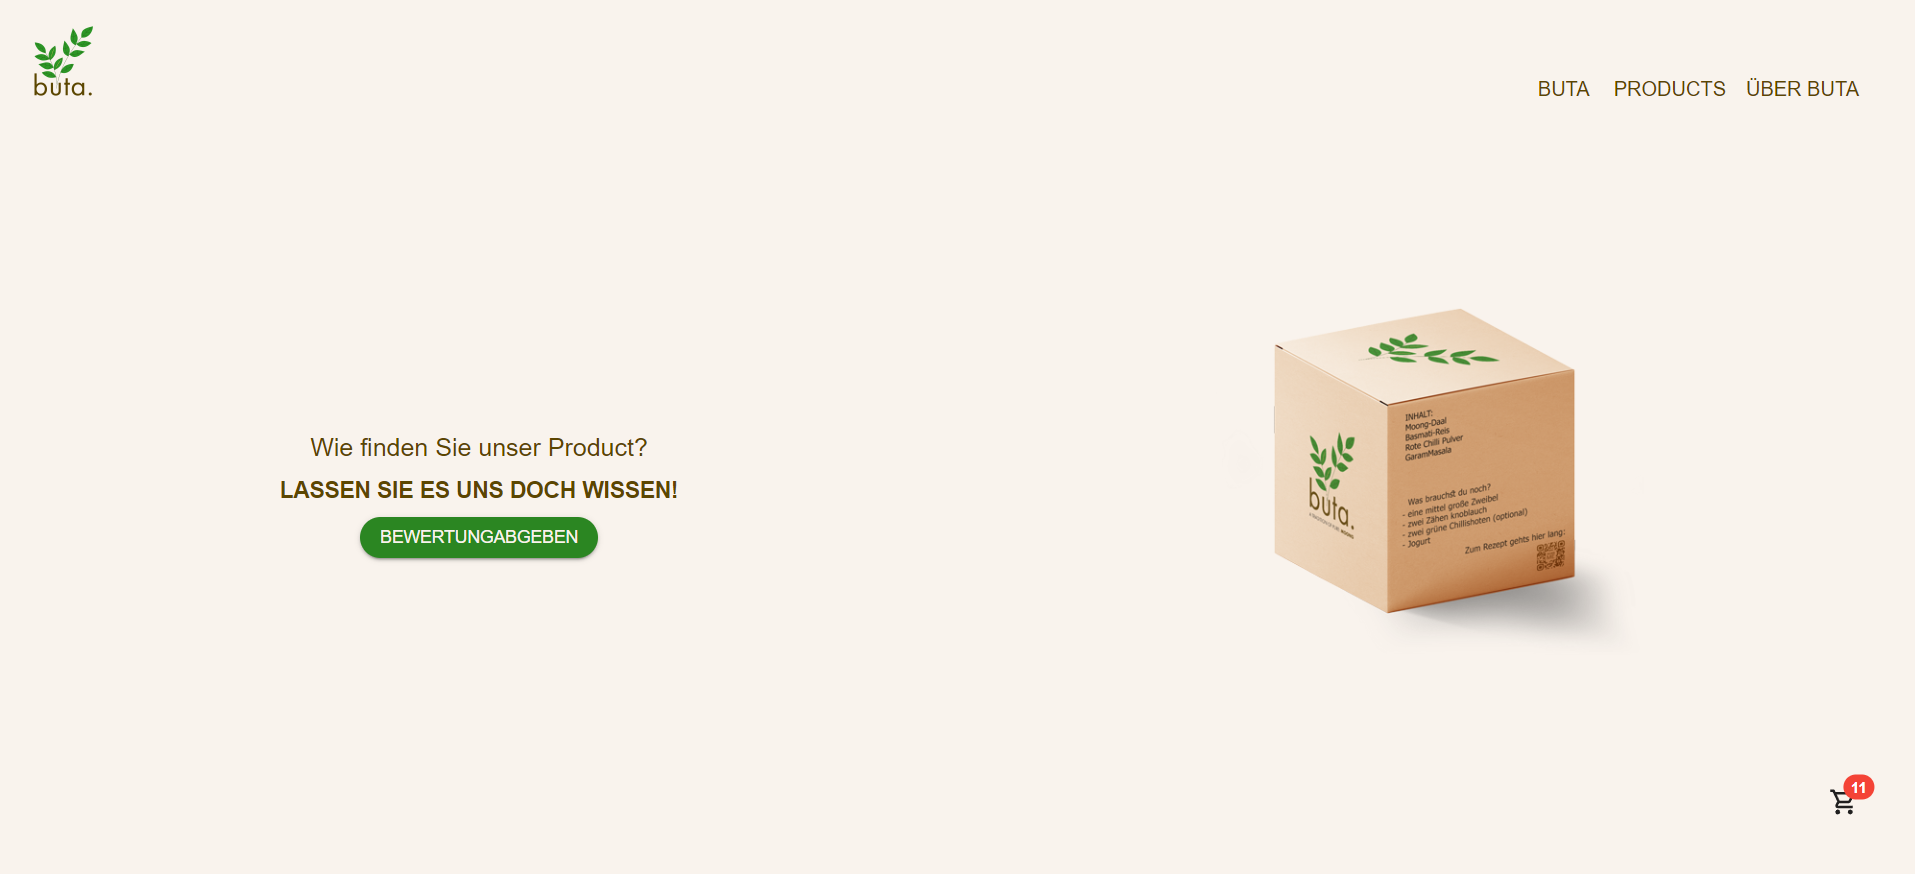 buta.
BUTA PRODUCTS ÜBER BUTA
Wie finden Sie unser Product?
LASSEN SIE ES UNS DOCH WISSEN!
BEWERTUNGABGEBEN
INHALT:
Moong-Daal
Basmati-Reis
Rote Chilli Pulver
GaramMasala
Was brauchst du noch?
- eine mittel große Zweibel
- zwei Zähen knoblauch
- zwei grüne Chillishoten (optional)
- Jogurt
Zum Rezept gehts hier lang:
buta.
11